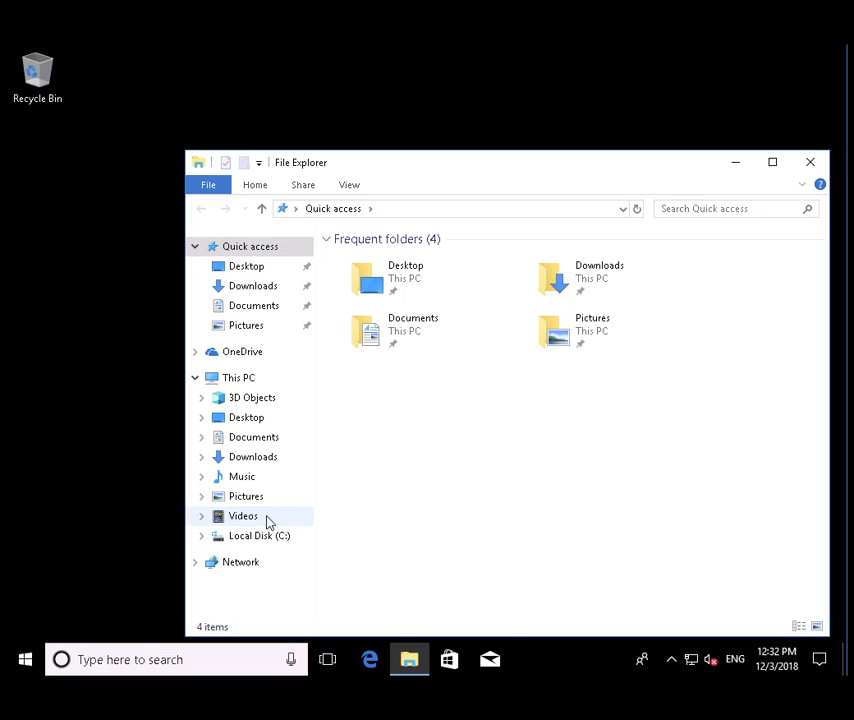 Recycle Bin
File Explorer
File Home Share View
Quick access
Search Quick access
Quick access
Desktop
Downloads
Documents
Pictures
OneDrive
This PC
3D Objects
Desktop
Documents
Downloads
Music
Pictures
Videos
Local Disk (C:)
Network
Frequent folders (4)
Desktop
This PC
Downloads
This PC
Documents
This PC
Pictures
This PC
4 items
Type here to search
ENG
12:32 PM
12/3/2018